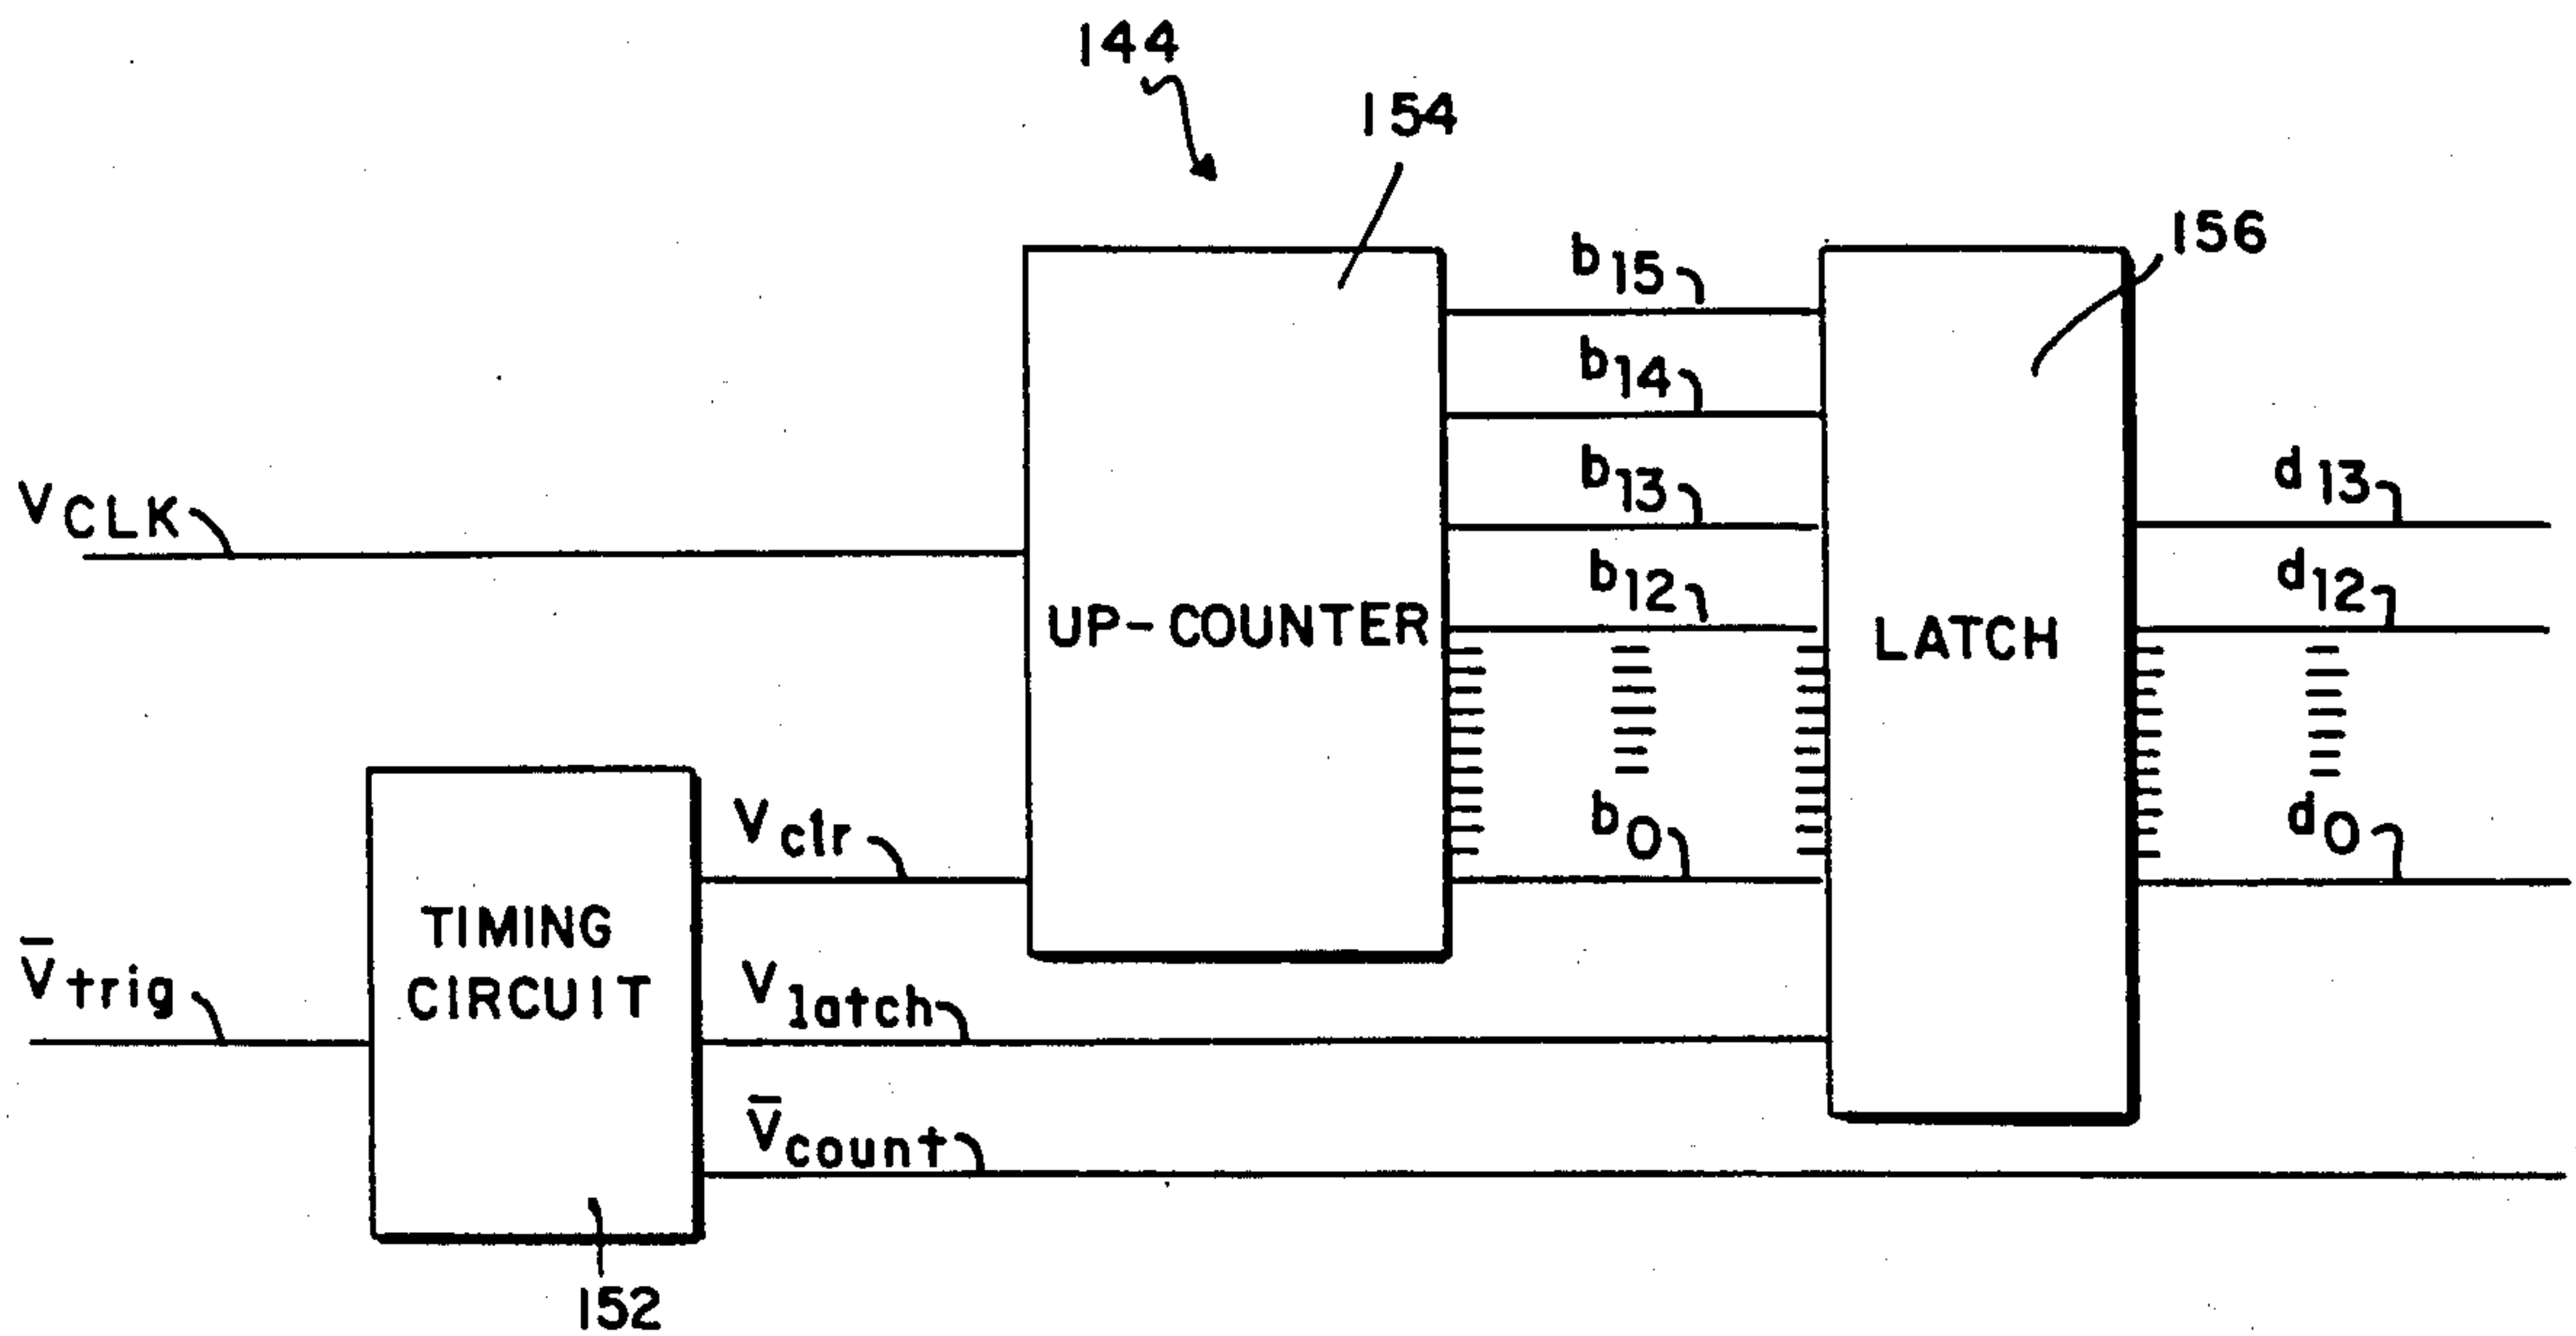 144
154
156
b15
b14
b13
b12
b0
d13
d12
d0
VCLK
UP-COUNTER
LATCH
Vclr
TIMING
CIRCUIT
V̅trig
Vlatch
V̅count
152